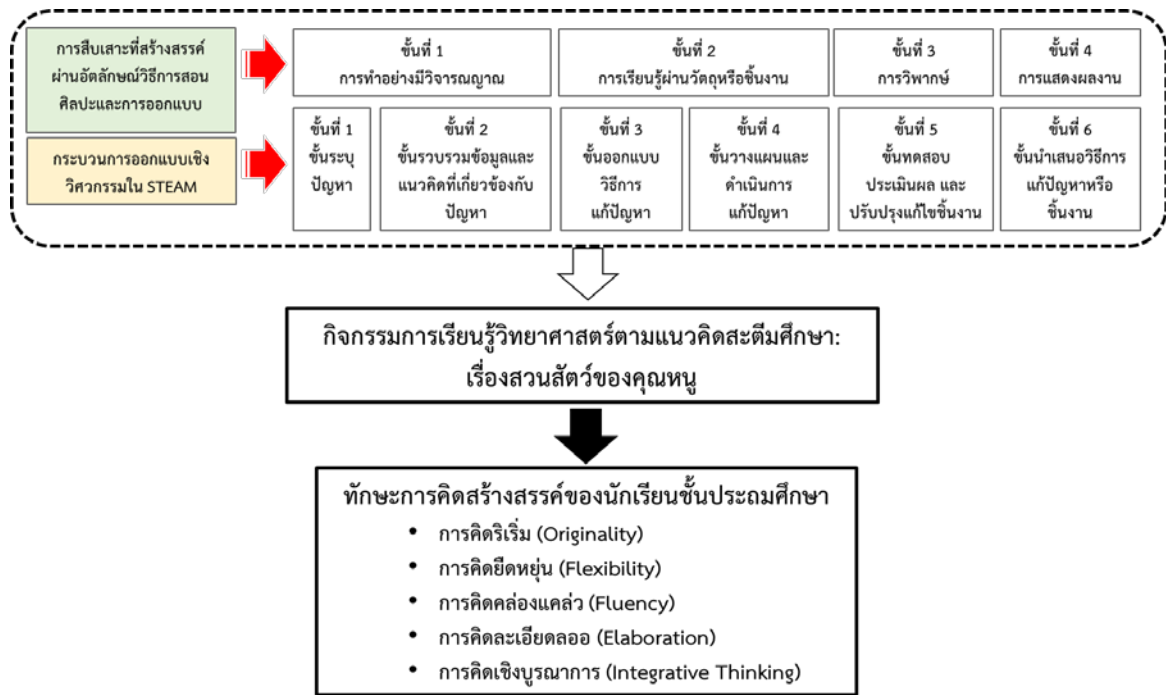 การสืบเสาะที่สร้างสรรค์
ผ่านอัตลักษณ์วิธีการสอน
ศิลปะและการออกแบบ
ขั้นที่ 1
การทำอย่างมีวิจารณญาณ
ขั้นที่ 2
การเรียนรู้ผ่านวัตถุหรือชิ้นงาน
ขั้นที่ 3
การวิพากษ์
ขั้นที่ 4
การแสดงผลงาน
กระบวนการออกแบบเชิง
วิศวกรรมใน STEAM
ขั้นที่ 1
ขั้นระบุ
ปัญหา
ขั้นที่ 2
ขั้นรวบรวมข้อมูลและ
แนวคิดที่เกี่ยวข้องกับ
ปัญหา
ขั้นที่ 3
ขั้นออกแบบ
วิธีการ
แก้ปัญหา
ขั้นที่ 4
ขั้นวางแผนและ
ดำเนินการ
แก้ปัญหา
ขั้นที่ 5
ขั้นทดสอบ
ประเมินผล และ
ปรับปรุงแก้ไขชิ้นงาน
ขั้นที่ 6
ขั้นนำเสนอวิธีการ
แก้ปัญหาหรือ
ชิ้นงาน
กิจกรรมการเรียนรู้วิทยาศาสตร์ตามแนวคิดสะตีมศึกษา:
เรื่องสวนสัตว์ของคุณหนู
ทักษะการคิดสร้างสรรค์ของนักเรียนชั้นประถมศึกษา
• การคิดริเริ่ม (Originality)
• การคิดยืดหยุ่น (Flexibility)
• การคิดคล่องแคล่ว (Fluency)
• การคิดละเอียดลออ (Elaboration)
• การคิดเชิงบูรณาการ (Integrative Thinking)